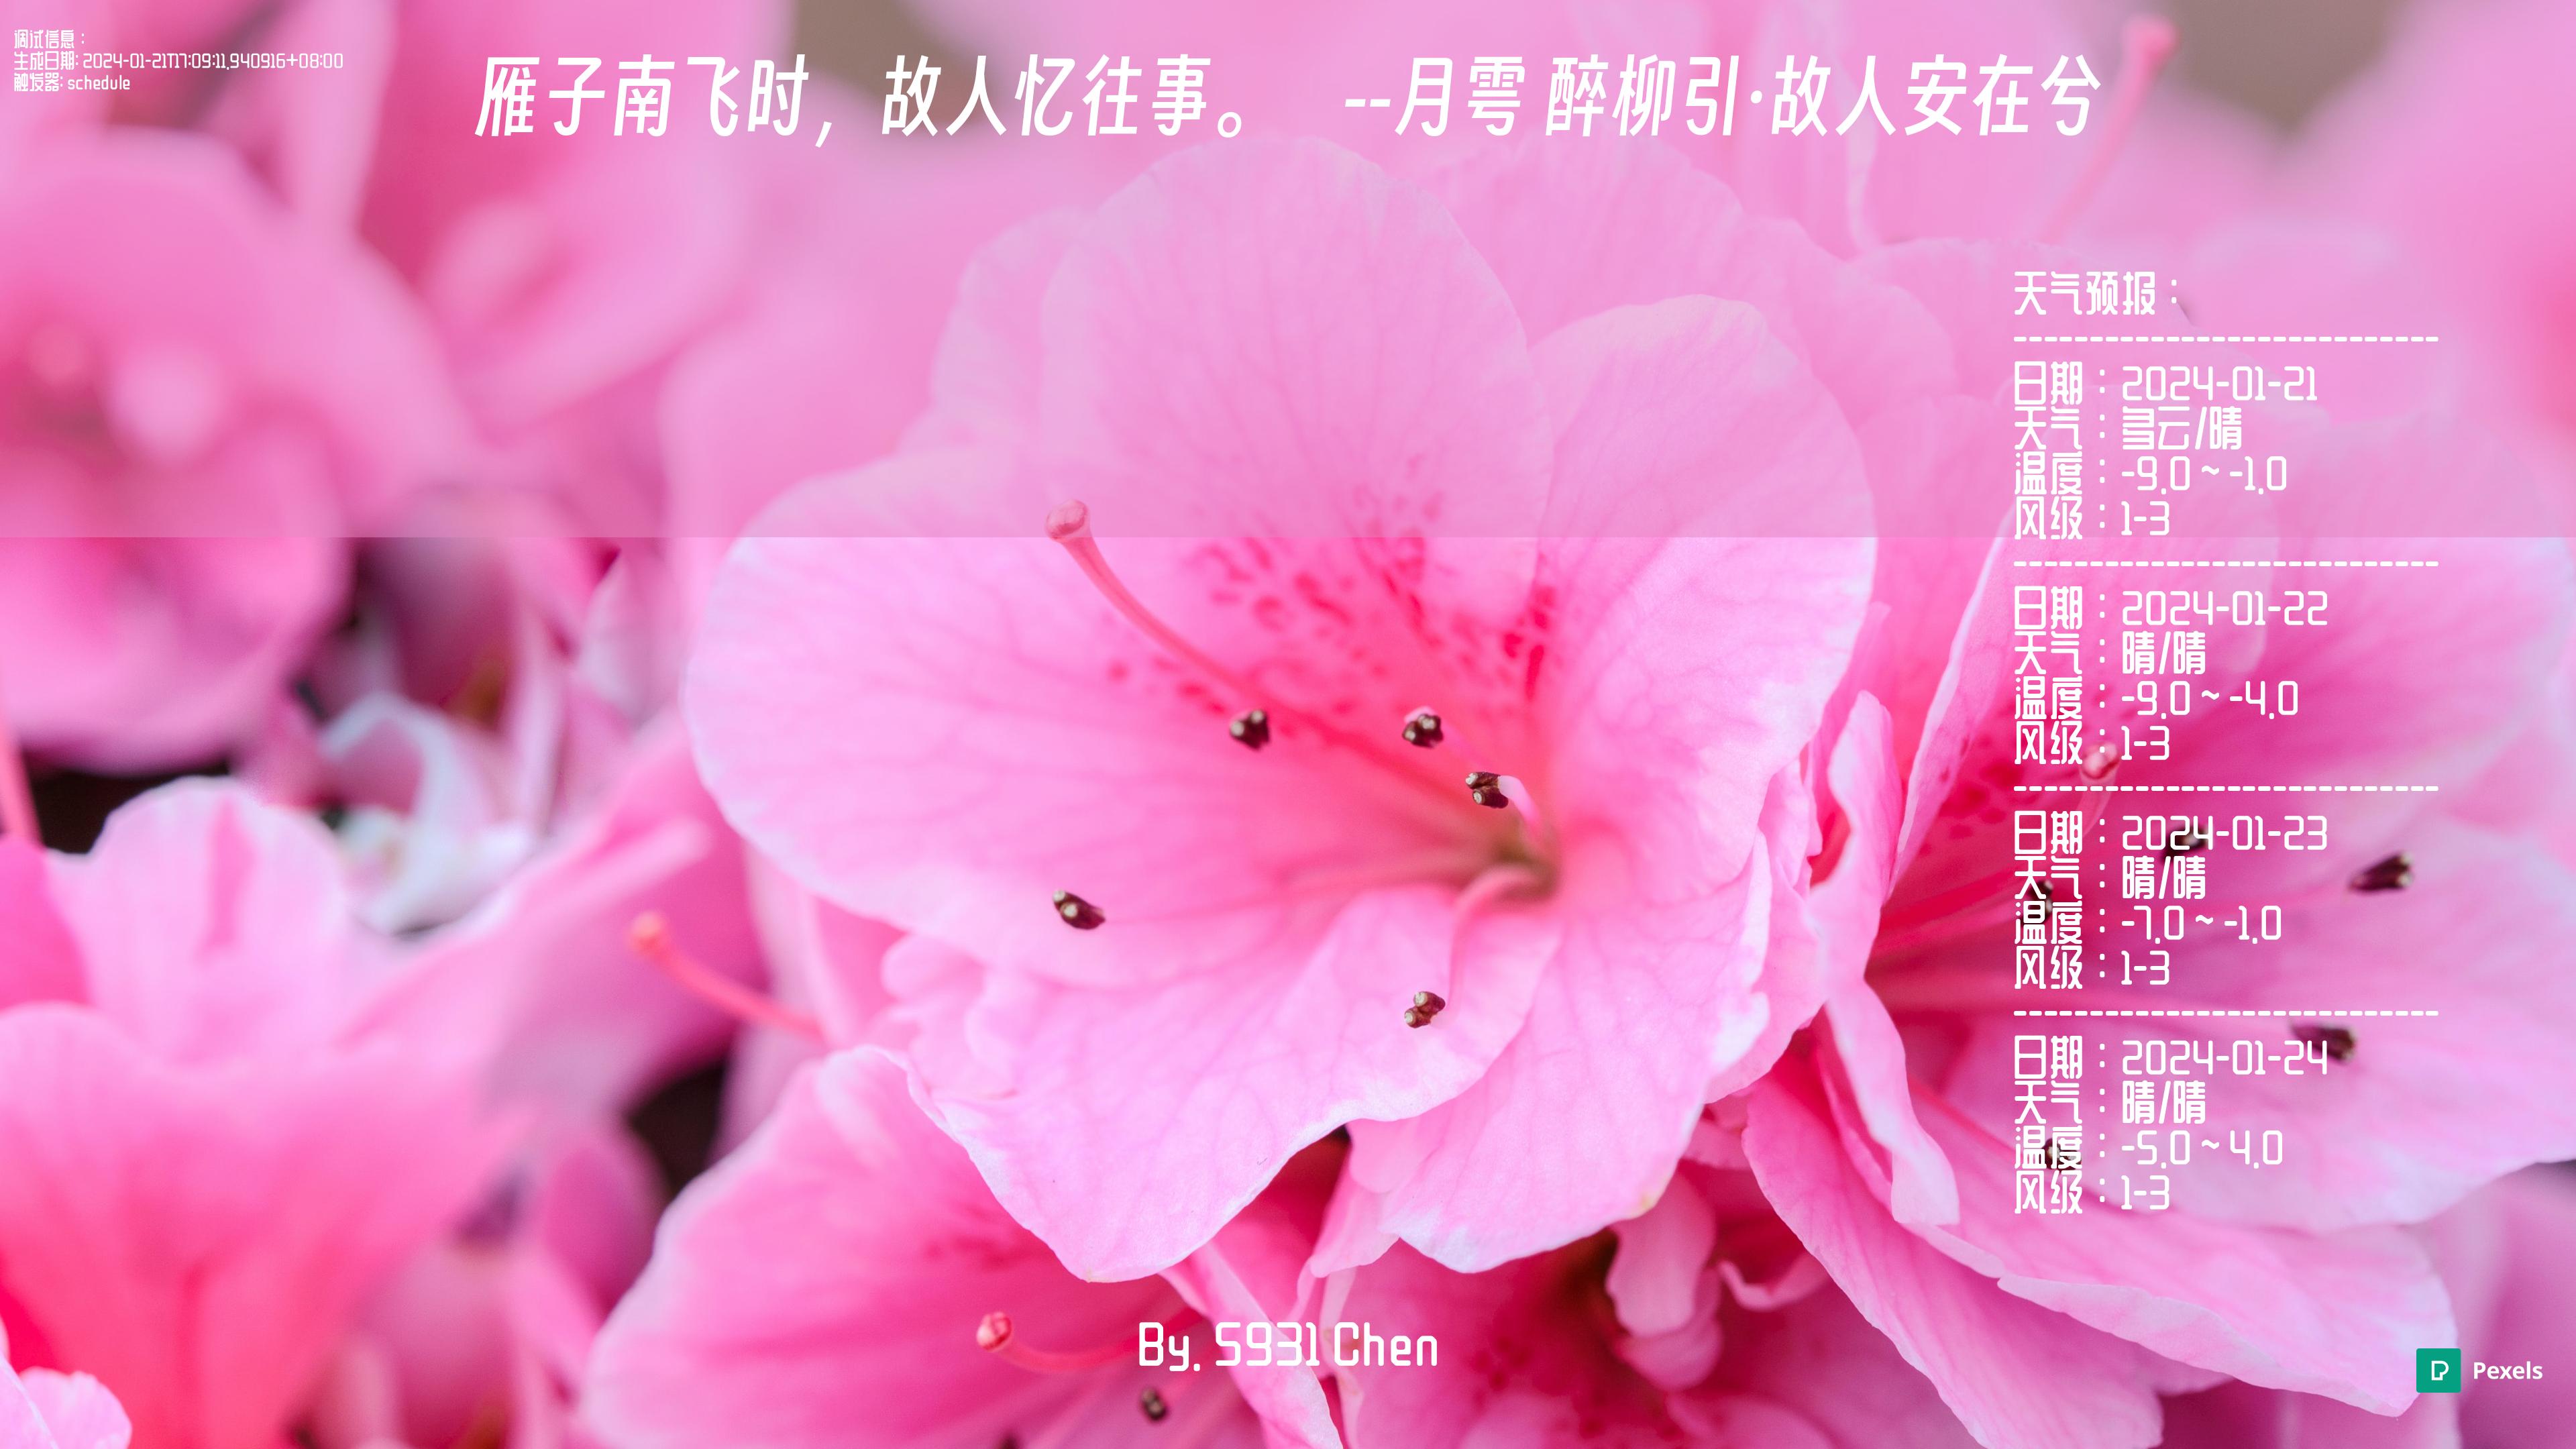 调试信息：
生成日期: 2024-01-21T17:09:11.940916+08:00
触发器: schedule
雁子南飞时，故人忆往事。 --月雩 醉柳引·故人安在兮
天气预报：
----------------------------
日期：2024-01-21
天气：多云/晴
温度：-9.0 ~ -1.0
风级：1-3
----------------------------
日期：2024-01-22
天气：晴/晴
温度：-9.0 ~ -4.0
风级：1-3
----------------------------
日期：2024-01-23
天气：晴/晴
温度：-7.0 ~ -1.0
风级：1-3
----------------------------
日期：2024-01-24
天气：晴/晴
温度：-5.0 ~ 4.0
风级：1-3
By. S931 Chen
Pexels